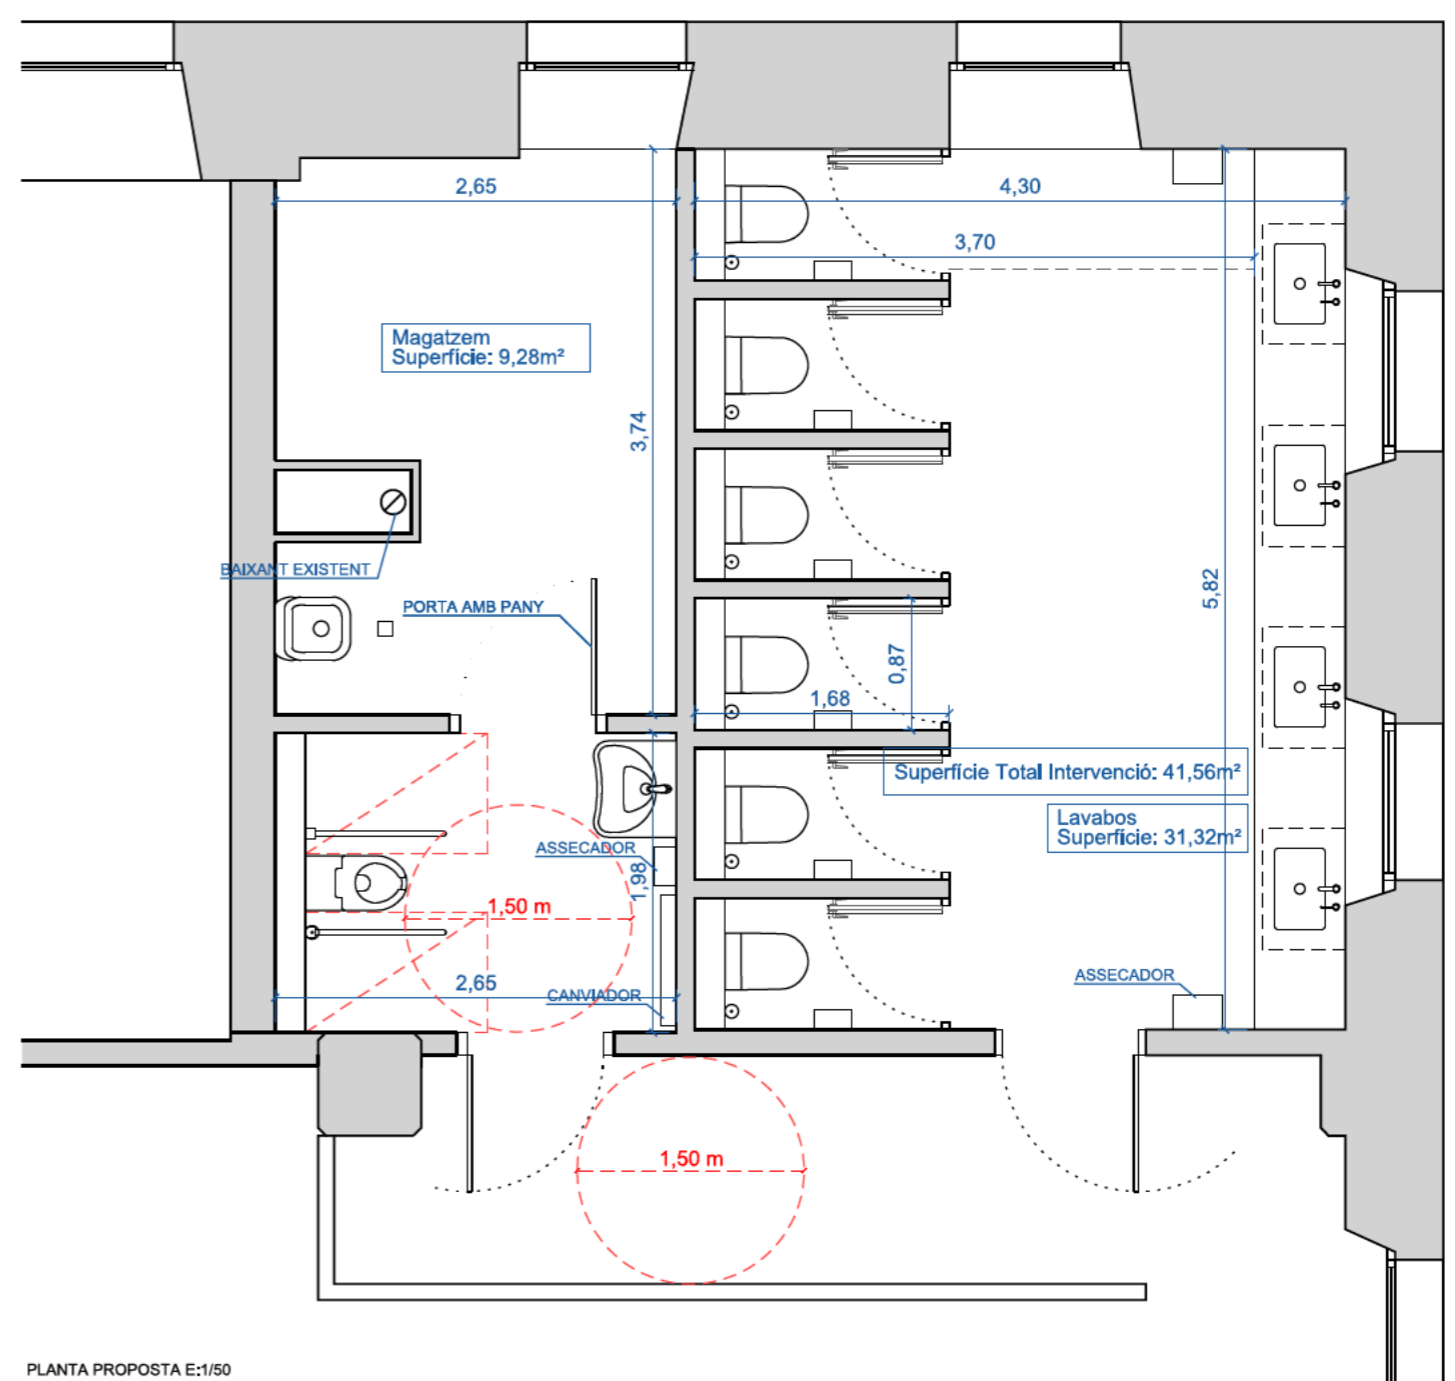 2,65
4,30
3,70
Magatzem
Superfície: 9,28m²
3,74
BAIXANT EXISTENT
PORTA AMB PANY
5,82
0,87
1,68
Superfície Total Intervenció: 41,56m²
Lavabos
Superfície: 31,32m²
ASSECADOR
1,98
1,50 m
2,65
CANVIADOR
ASSECADOR
1,50 m
PLANTA PROPOSTA E:1/50